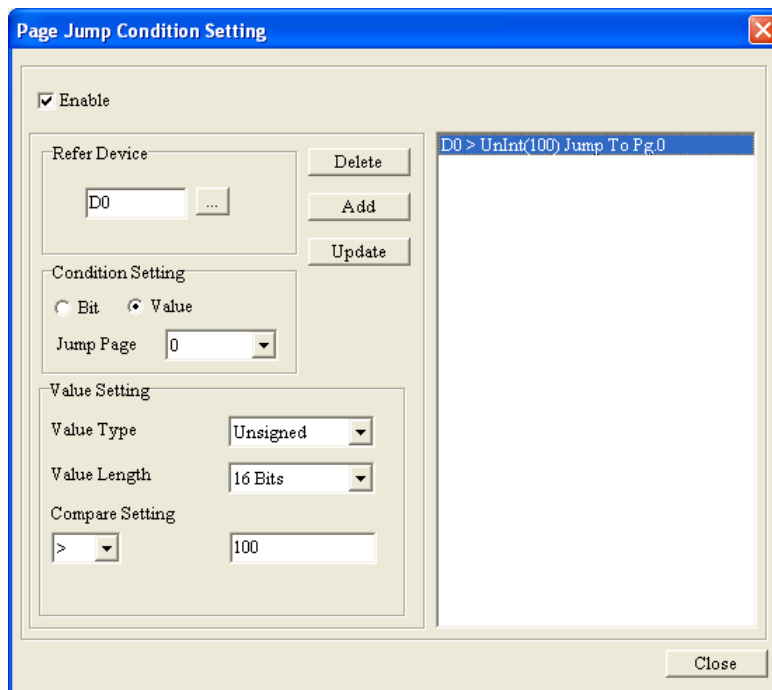 Page Jump Condition Setting
Enable
Refer Device
D0
...
Delete
Add
Update
Condition Setting
Bit
Value
Jump Page
0
Value Setting
Value Type
Unsigned
Value Length
16 Bits
Compare Setting
>
100
D0 > UnInt(100) Jump To Pg.0
Close